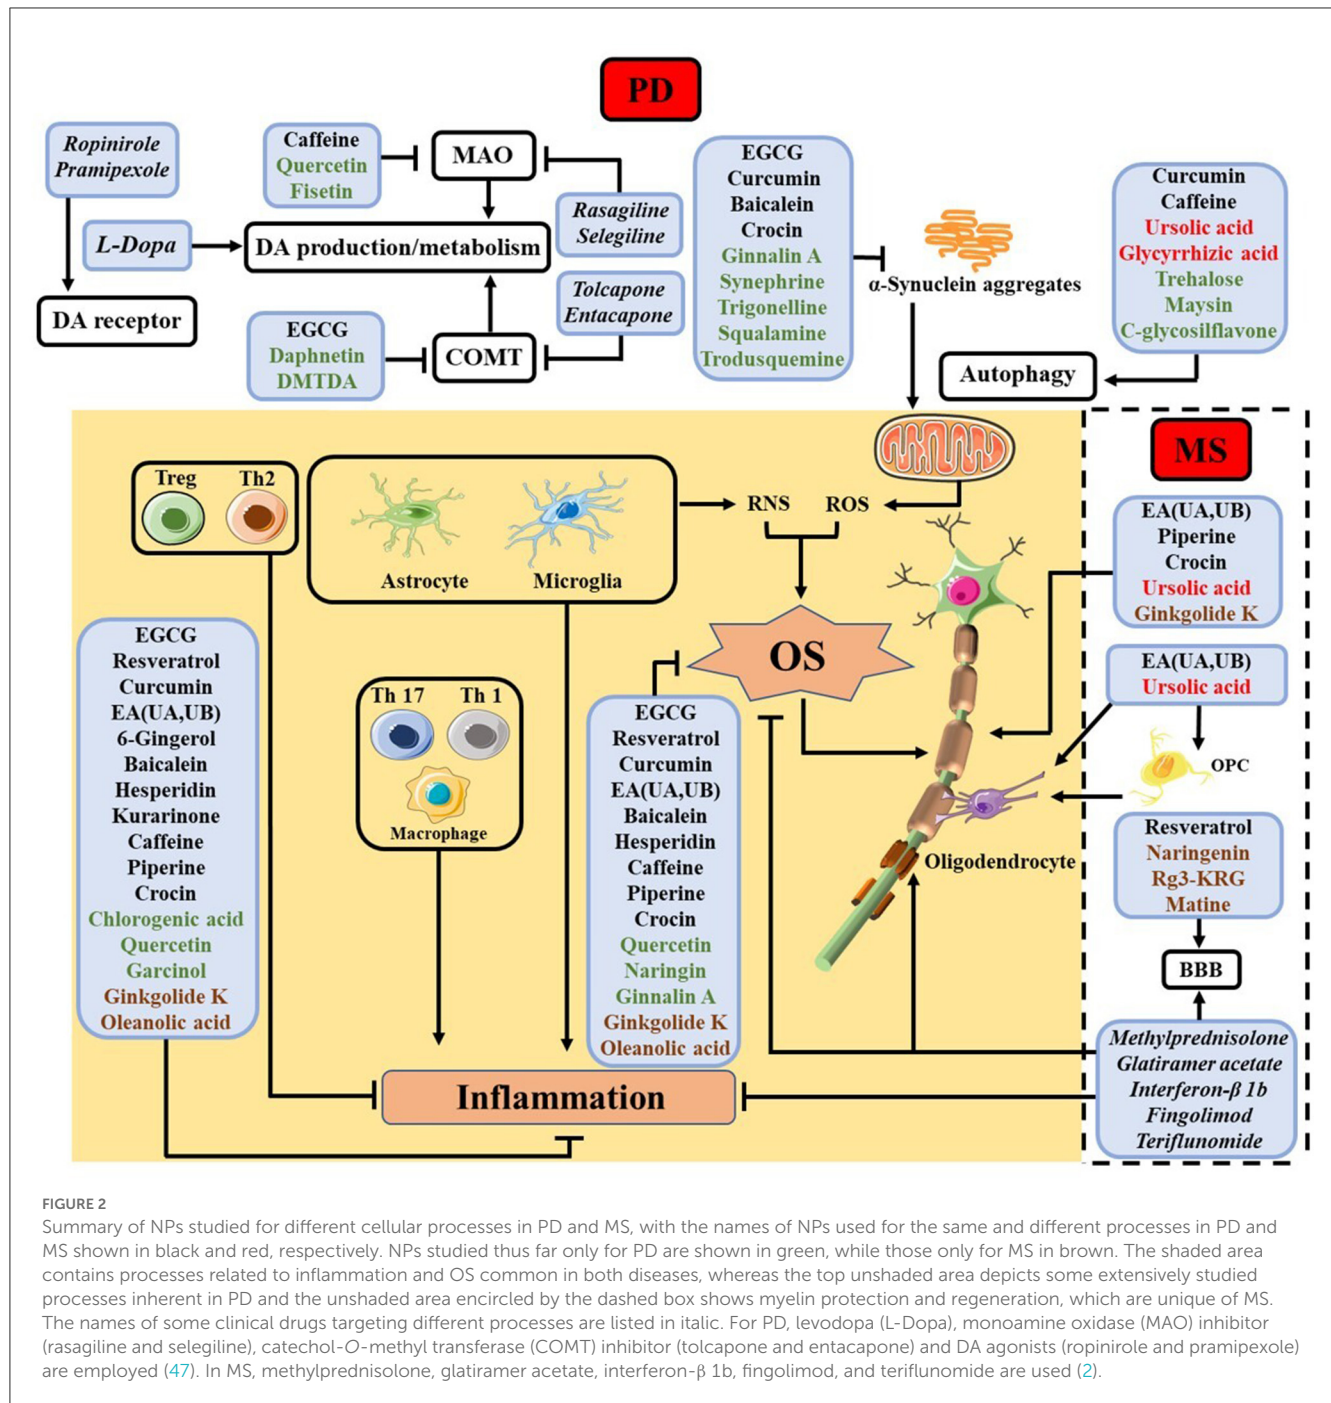 PD
Ropinirole
Pramipexole
L-Dopa
DA receptor
Caffeine
Quercetin
Fisetin
MAO
DA production/metabolism
Rasagiline
Selegiline
EGCG
Daphnetin
DMTDA
COMT
Tolcapone
Entacapone
EGCG
Curcumin
Baicalein
Crocin
Ginnalin A
Synephrine
Trigonelline
Squalamine
Trodusquemine
α-Synuclein aggregates
Curcumin
Caffeine
Ursolic acid
Glycyrrhizic acid
Trehalose
Maysin
C-glycosilflavone
Autophagy
Treg
Th2
Astrocyte
Microglia
RNS
ROS
OS
EGCG
Resveratrol
Curcumin
EA(UA,UB)
6-Gingerol
Baicalein
Hesperidin
Kurarinone
Caffeine
Piperine
Crocin
Chlorogenic acid
Quercetin
Garcinol
Ginkgolide K
Oleanolic acid
Th 17
Th 1
Macrophage
EGCG
Resveratrol
Curcumin
EA(UA,UB)
Baicalein
Hesperidin
Caffeine
Piperine
Crocin
Quercetin
Naringin
Ginnalin A
Ginkgolide K
Oleanolic acid
Oligodendrocyte
Inflammation
MS
EA(UA,UB)
Piperine
Crocin
Ursolic acid
Ginkgolide K
EA(UA,UB)
Ursolic acid
OPC
Resveratrol
Naringenin
Rg3-KRG
Matine
BBB
Methylprednisolone
Glatiramer acetate
Interferon-β 1b
Fingolimod
Teriflunomide
FIGURE 2
Summary of NPs studied for different cellular processes in PD and MS, with the names of NPs used for the same and different processes in PD and
MS shown in black and red, respectively. NPs studied thus far only for PD are shown in green, while those only for MS in brown. The shaded area
contains processes related to inflammation and OS common in both diseases, whereas the top unshaded area depicts some extensively studied
processes inherent in PD and the unshaded area encircled by the dashed box shows myelin protection and regeneration, which are unique of MS.
The names of some clinical drugs targeting different processes are listed in italic. For PD, levodopa (L-Dopa), monoamine oxidase (MAO) inhibitor
(rasagiline and selegiline), catechol-O-methyl transferase (COMT) inhibitor (tolcapone and entacapone) and DA agonists (ropinirole and pramipexole)
are employed (47). In MS, methylprednisolone, glatiramer acetate, interferon-β 1b, fingolimod, and teriflunomide are used (2).